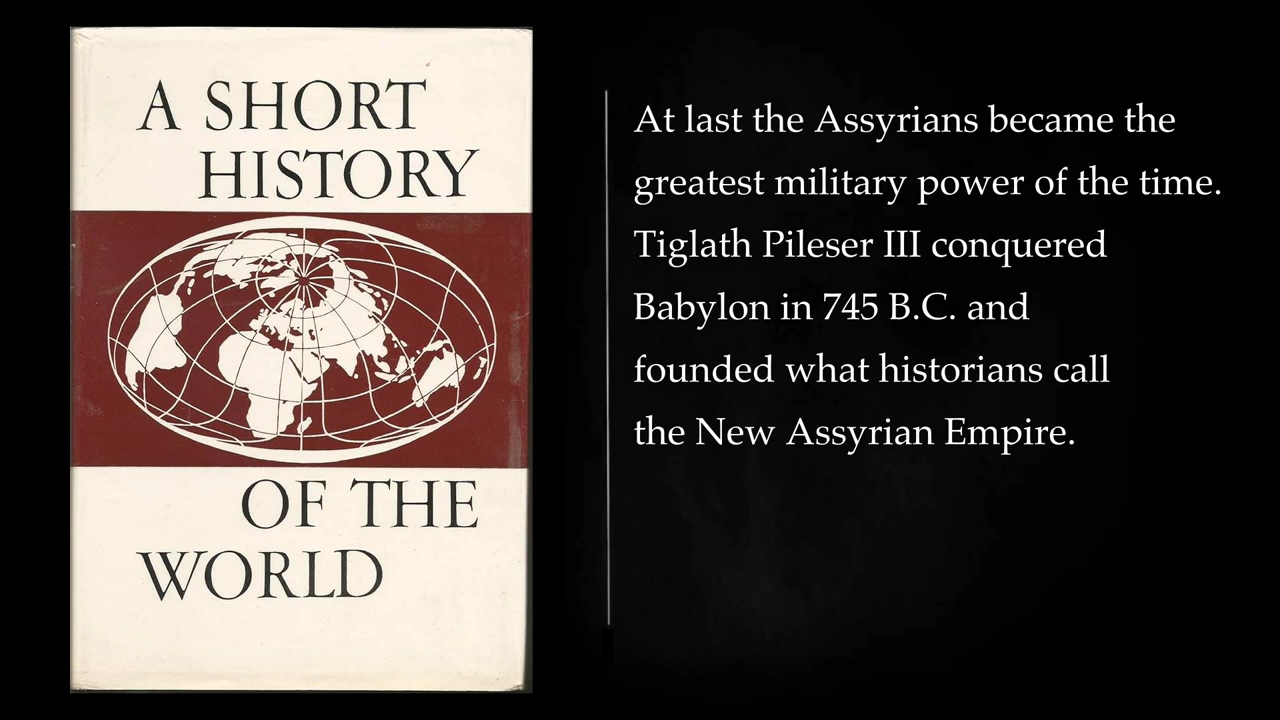 A SHORT
HISTORY
OF THE
WORLD
At last the Assyrians became the
greatest military power of the time.
Tiglath Pileser III conquered
Babylon in 745 B.C. and
founded what historians call
the New Assyrian Empire.